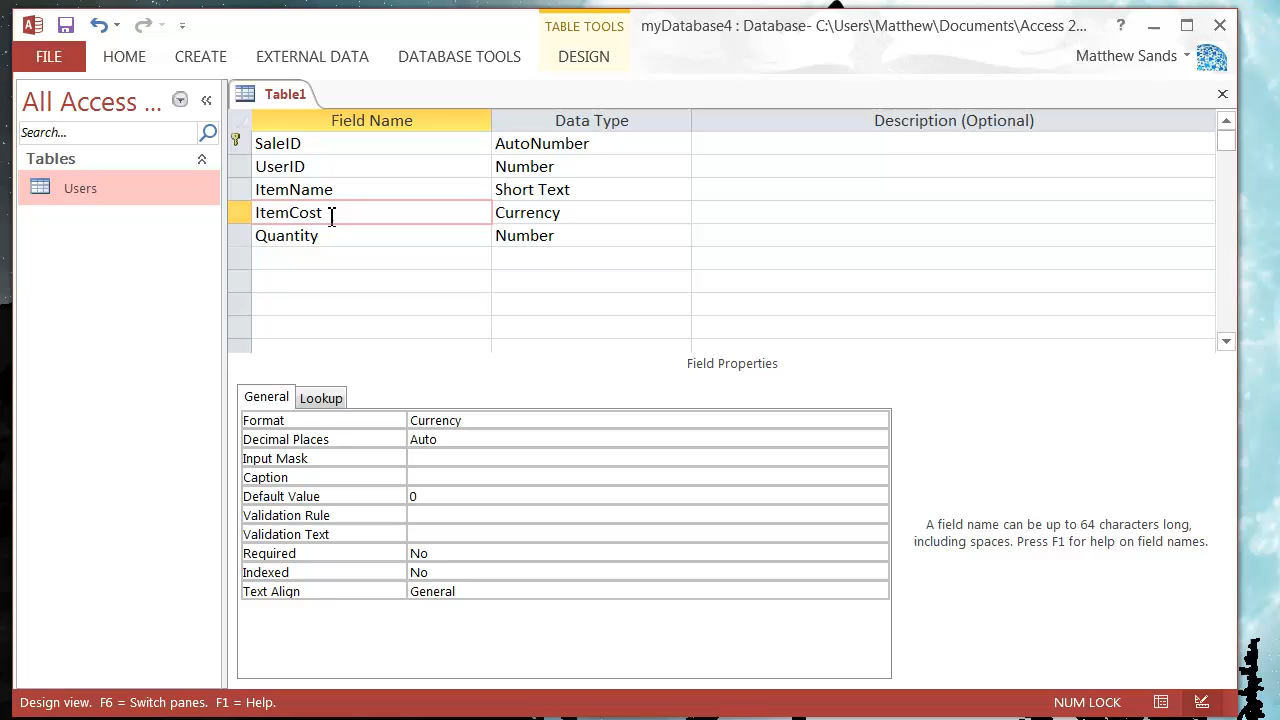 TABLE TOOLS
myDatabase4 : Database- C:\Users\Matthew\Documents\Access 2...
?
FILE
HOME
CREATE
EXTERNAL DATA
DATABASE TOOLS
DESIGN
Matthew Sands
All Access ...
Search...
Tables
Users
Table1
Field Name Data Type Description (Optional)
SaleID AutoNumber
UserID Number
ItemName Short Text
ItemCost Currency
Quantity Number
Field Properties
General Lookup
Format Currency
Decimal Places Auto
Input Mask
Caption
Default Value 0
Validation Rule
Validation Text
Required No
Indexed No
Text Align General
A field name can be up to 64 characters long,
including spaces. Press F1 for help on field names.
Design view. F6 = Switch panes. F1 = Help.
NUM LOCK